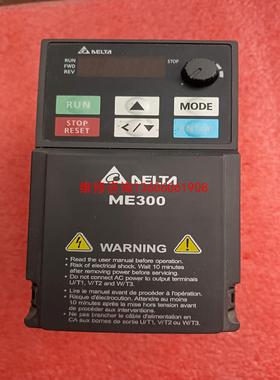 DELTA
RUN
FWD
REV
STOP
RUN
MODE
STOP
RESET
ENTER
DELTA
ME300
WARNING
Read the user manual before operation.
Risk of electrical shock. Wait 10 minutes
after removing power before servicing.
Do not connect AC power to output terminals
U/T1, V/T2 and W/T3.
Lire le manuel avant de procéder à l'opération.
Risque d'électrocution. Attendre au moins
10 minutes après la mise hors tension avant
de procéder aux interventions.
Ne pas brancher le câble d'alimentation en
CA aux bornes de sortie U/T1, V/T2 ou W/T3.